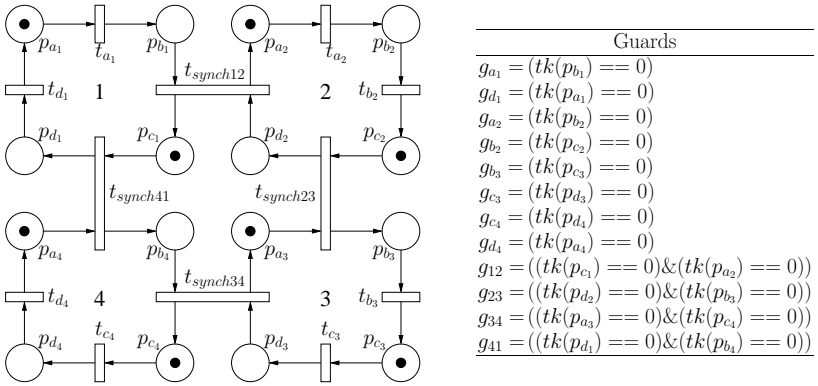 p_{a_1} t_{a_1} p_{b_1} p_{a_2} t_{a_2} p_{b_2}
t_{synch12}
t_{d_1} 1 2 t_{b_2}
p_{d_1} p_{c_1} p_{d_2} p_{c_2}
t_{synch41} t_{synch23}
p_{a_4} p_{b_4} p_{a_3} p_{b_3}
t_{synch34}
t_{d_4} 4 3 t_{b_3}
p_{d_4} t_{c_4} p_{c_4} p_{d_3} t_{c_3} p_{c_3}
Guards
g_{a_1} = (tk(p_{b_1}) == 0)
g_{d_1} = (tk(p_{a_1}) == 0)
g_{a_2} = (tk(p_{b_2}) == 0)
g_{b_2} = (tk(p_{c_2}) == 0)
g_{b_3} = (tk(p_{c_3}) == 0)
g_{c_3} = (tk(p_{d_3}) == 0)
g_{c_4} = (tk(p_{d_4}) == 0)
g_{d_4} = (tk(p_{a_4}) == 0)
g_{12} = ((tk(p_{c_1}) == 0)&(tk(p_{a_2}) == 0))
g_{23} = ((tk(p_{d_2}) == 0)&(tk(p_{b_3}) == 0))
g_{34} = ((tk(p_{a_3}) == 0)&(tk(p_{c_4}) == 0))
g_{41} = ((tk(p_{d_1}) == 0)&(tk(p_{b_4}) == 0))